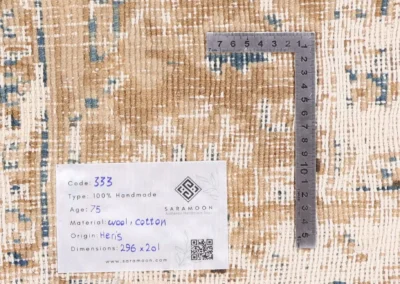 7 6 5 4 3 2 1
1 2 3 4 5 6 7 8 9 10 1 2 3 4 5
Code: 333
Type: 100% Handmade
Age: 75
Material: wool, cotton
Origin: Heris
Dimensions: 296 x 201
SARAMOON
www.saramoon.com